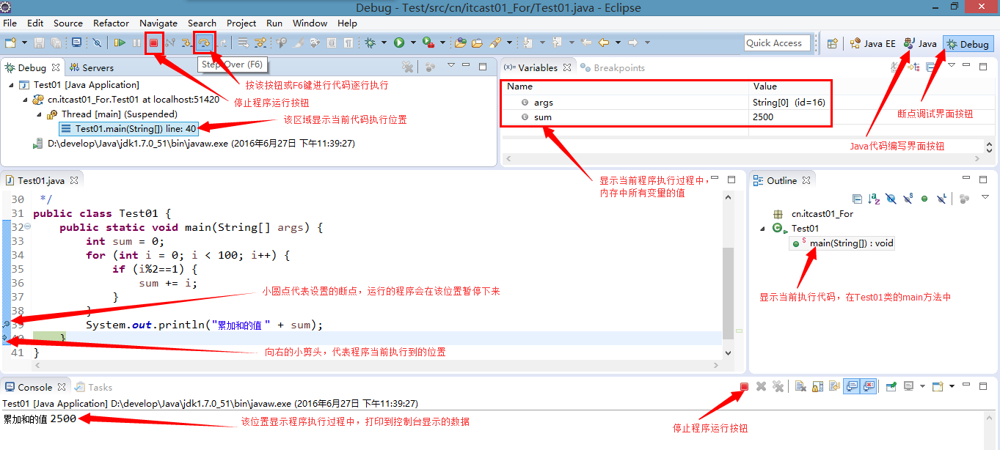 Debug - Test/src/cn/itcast01_For/Test01.java - Eclipse
File Edit Source Refactor Navigate Search Project Run Window Help
Quick Access
Java EE
Java
Debug
Debug
Servers
Step Over (F6)
按该按钮或F6键进行代码逐行执行
停止程序运行按钮
该区域显示当前代码执行位置
Test01 [Java Application]
cn.itcast01_For.Test01 at localhost:51420
Thread [main] (Suspended)
Test01.main(String[]) line: 40
D:\develop\Java\jdk1.7.0_51\bin\javaw.exe (2016年6月27日 下午11:39:27)
(x)= Variables
Breakpoints
Name Value
args String[0] (id=16)
sum 2500
断点调试界面按钮
Java代码编写界面按钮
显示当前程序执行过程中，
内存中所有变量的值
Test01.java
30 */
31 public class Test01 {
32 public static void main(String[] args) {
33 int sum = 0;
34 for (int i = 0; i < 100; i++) {
35 if (i%2==1) {
36 sum += i;
37 }
38 }
39 System.out.println("累加和的值 " + sum);
40 }
41 }
小圆点代表设置的断点，运行的程序会在该位置暂停下来
向右的小剪头，代表程序当前执行到的位置
Outline
cn.itcast01_For
Test01
main(String[]) : void
显示当前执行代码，在Test01类的main方法中
Console
Tasks
Test01 [Java Application] D:\develop\Java\jdk1.7.0_51\bin\javaw.exe (2016年6月27日 下午11:39:27)
累加和的值 2500
该位置显示程序执行过程中，打印到控制台显示的数据
停止程序运行按钮